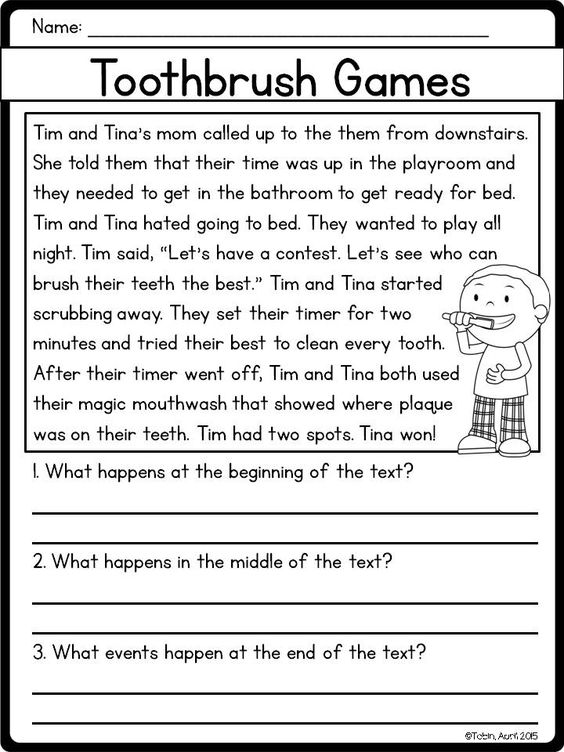 Name:
Toothbrush Games
Tim and Tina's mom called up to the them from downstairs.
She told them that their time was up in the playroom and
they needed to get in the bathroom to get ready for bed.
Tim and Tina hated going to bed. They wanted to play all
night. Tim said, "Let's have a contest. Let's see who can
brush their teeth the best." Tim and Tina started
scrubbing away. They set their timer for two
minutes and tried their best to clean every tooth.
After their timer went off, Tim and Tina both used
their magic mouthwash that showed where plaque
was on their teeth. Tim had two spots. Tina won!
1. What happens at the beginning of the text?
2. What happens in the middle of the text?
3. What events happen at the end of the text?
©Tobin, April 2015